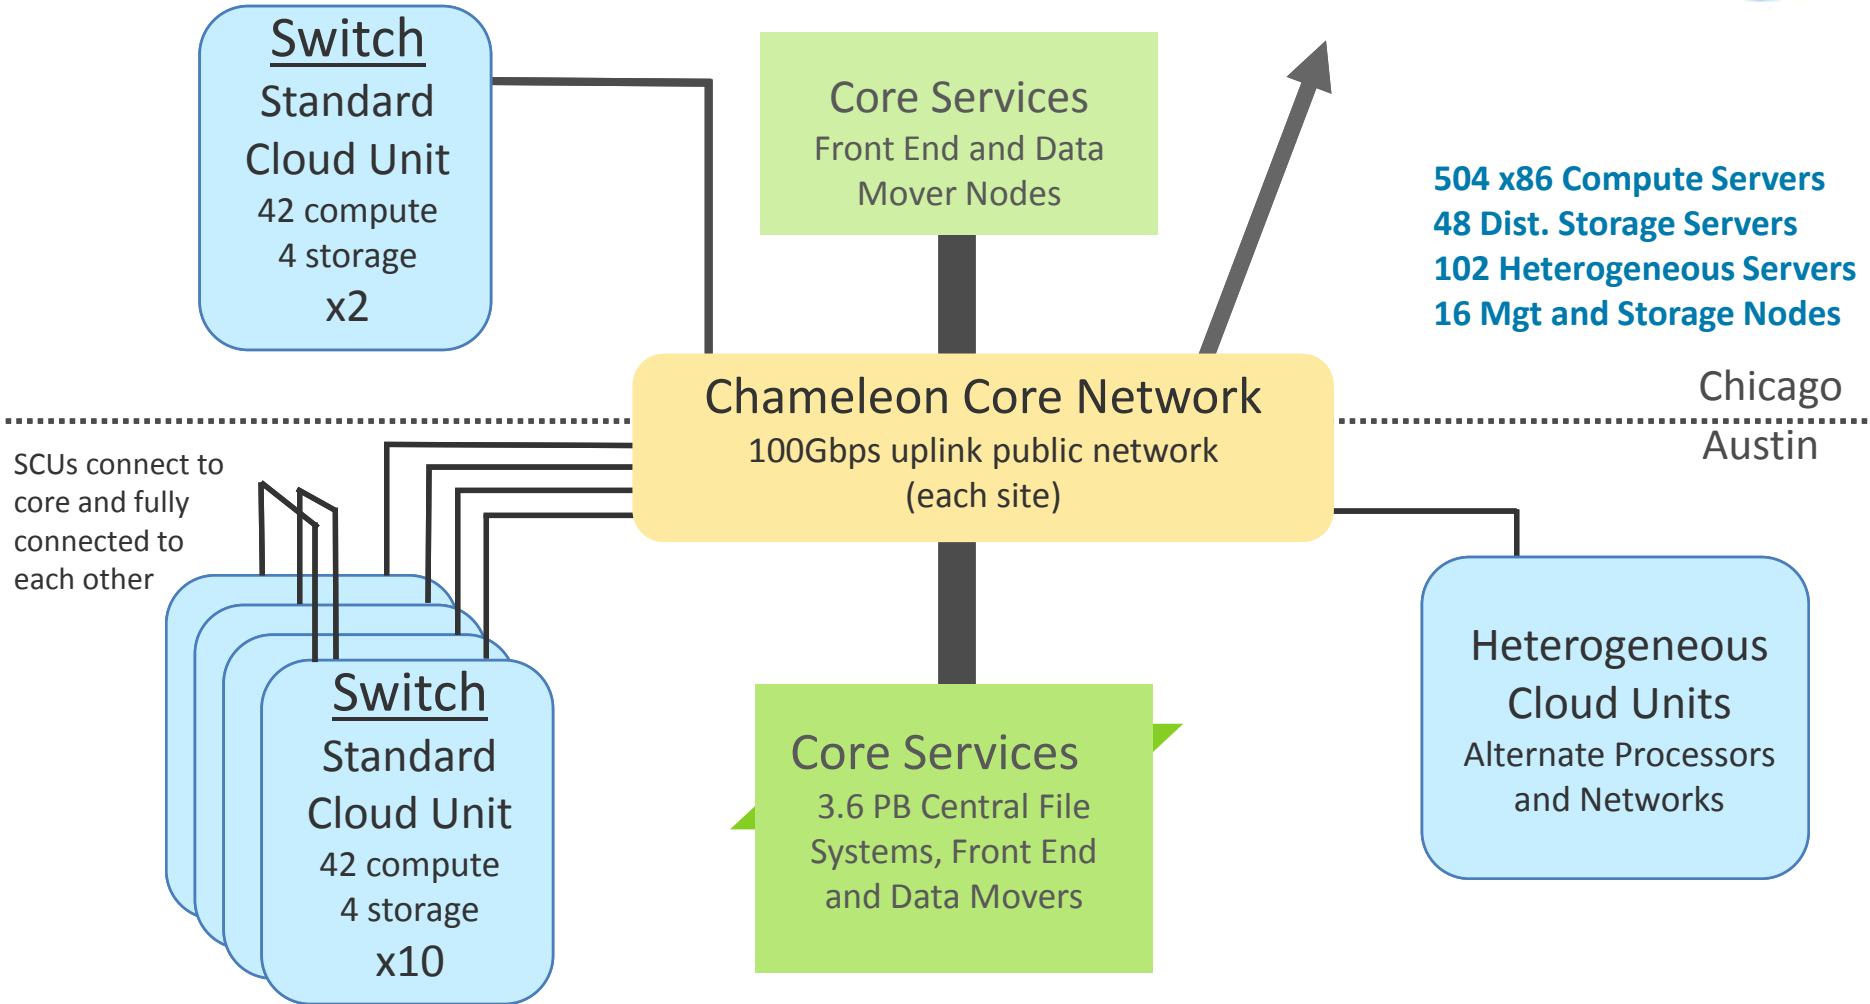 Switch
Standard
Cloud Unit
42 compute
4 storage
x2
Core Services
Front End and Data
Mover Nodes
504 x86 Compute Servers
48 Dist. Storage Servers
102 Heterogeneous Servers
16 Mgt and Storage Nodes
Chicago
Austin
Chameleon Core Network
100Gbps uplink public network
(each site)
SCUs connect to
core and fully
connected to
each other
Switch
Standard
Cloud Unit
42 compute
4 storage
x10
Core Services
3.6 PB Central File
Systems, Front End
and Data Movers
Heterogeneous
Cloud Units
Alternate Processors
and Networks